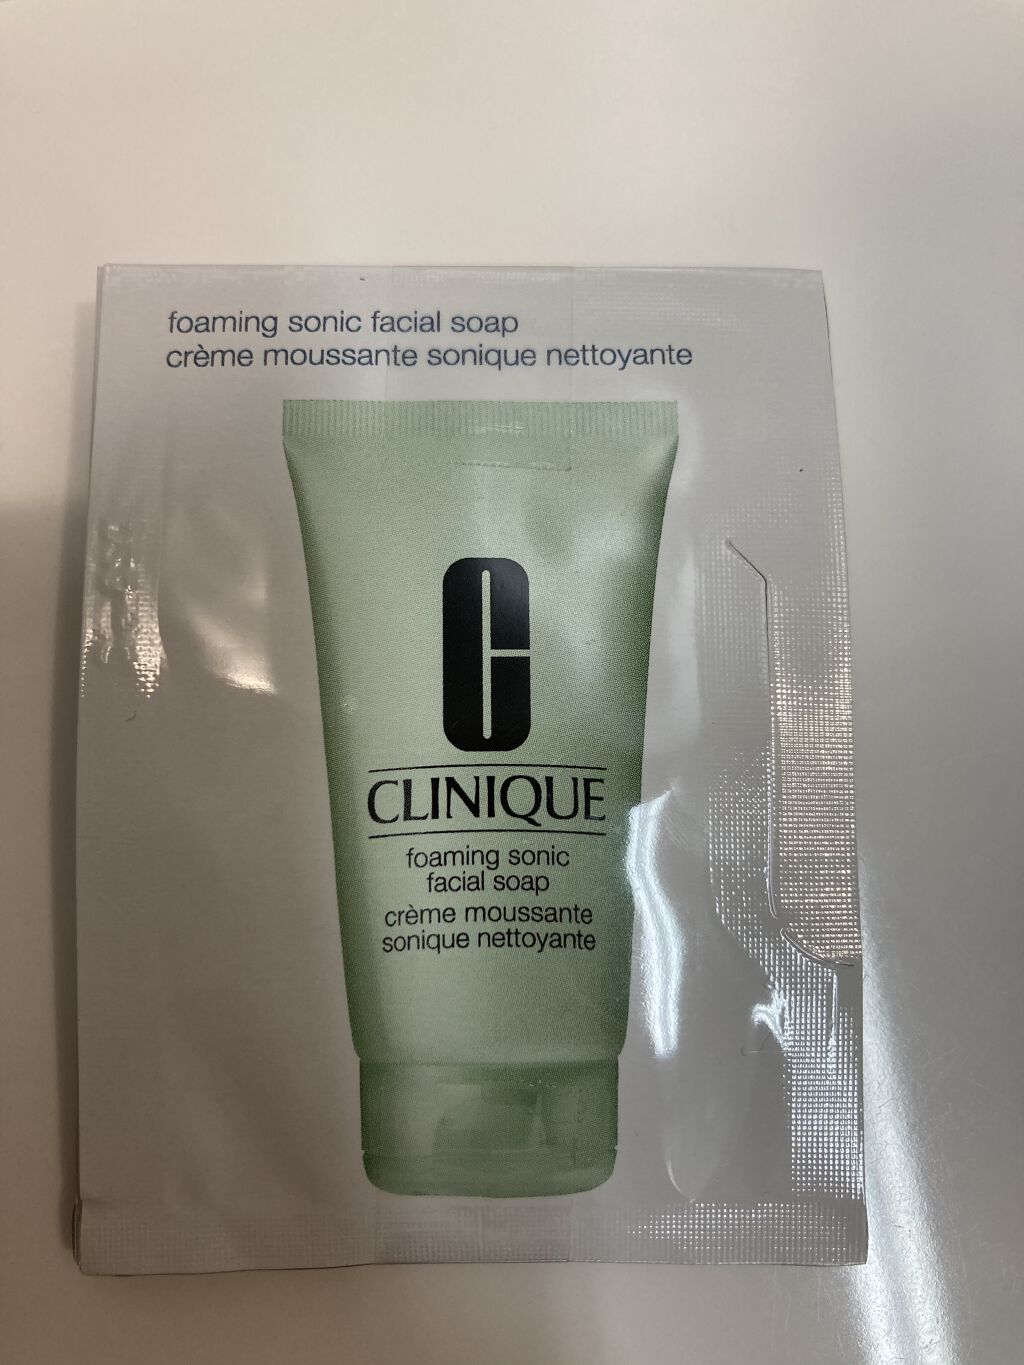 foaming sonic facial soap
crème moussante sonique nettoyante
C
CLINIQUE
foaming sonic
facial soap
crème moussante
sonique nettoyante